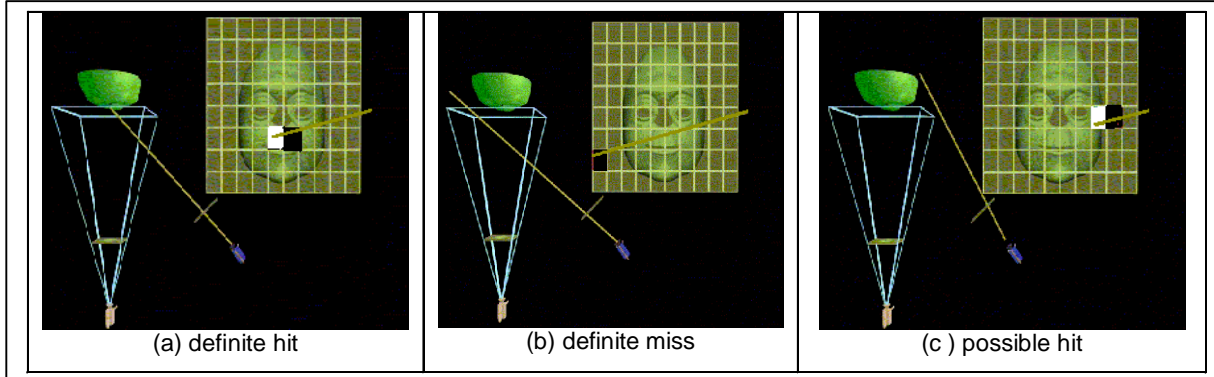 (a) definite hit
(b) definite miss
(c ) possible hit